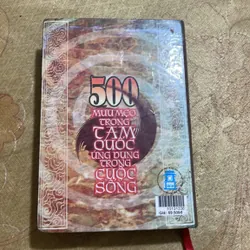 500
MƯU MẸO
TRONG
TAM
QUỐC
ỨNG DỤNG
TRONG
CUỘC
SỐNG